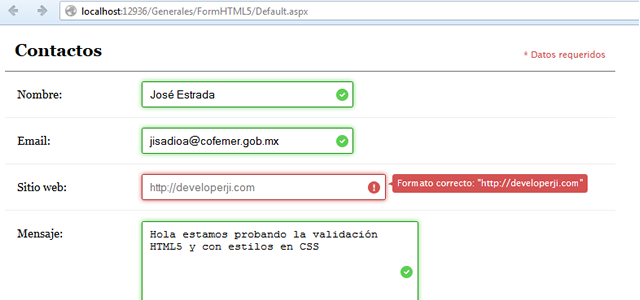 localhost:12936/Generales/FormHTML5/Default.aspx
Contactos
* Datos requeridos
Nombre:
José Estrada
Email:
jisadioa@cofemer.gob.mx
Sitio web:
http://developerji.com
Formato correcto: "http://developerji.com"
Mensaje:
Hola estamos probando la validación
HTML5 y con estilos en CSS